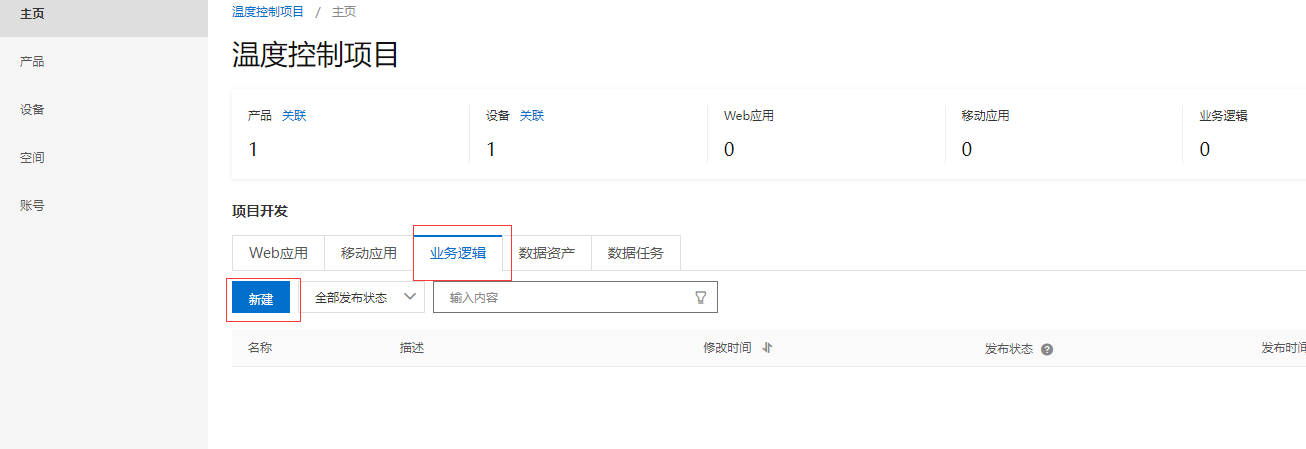 主页
产品
设备
空间
账号
温度控制项目 / 主页
温度控制项目
产品 关联 设备 关联 Web应用 移动应用 业务逻辑
1 1 0 0 0
项目开发
Web应用 移动应用 业务逻辑 数据资产 数据任务
新建 全部发布状态 输入内容
名称 描述 修改时间 发布状态 ? 发布时间